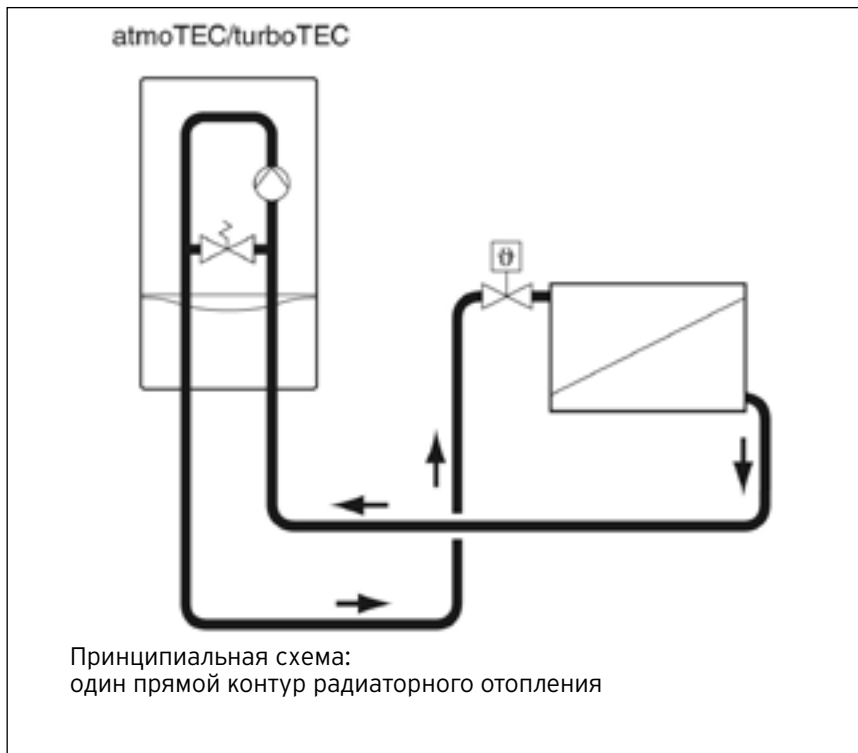 atmoTEC/turboTEC
ϑ
Принципиальная схема:
один прямой контур радиаторного отопления